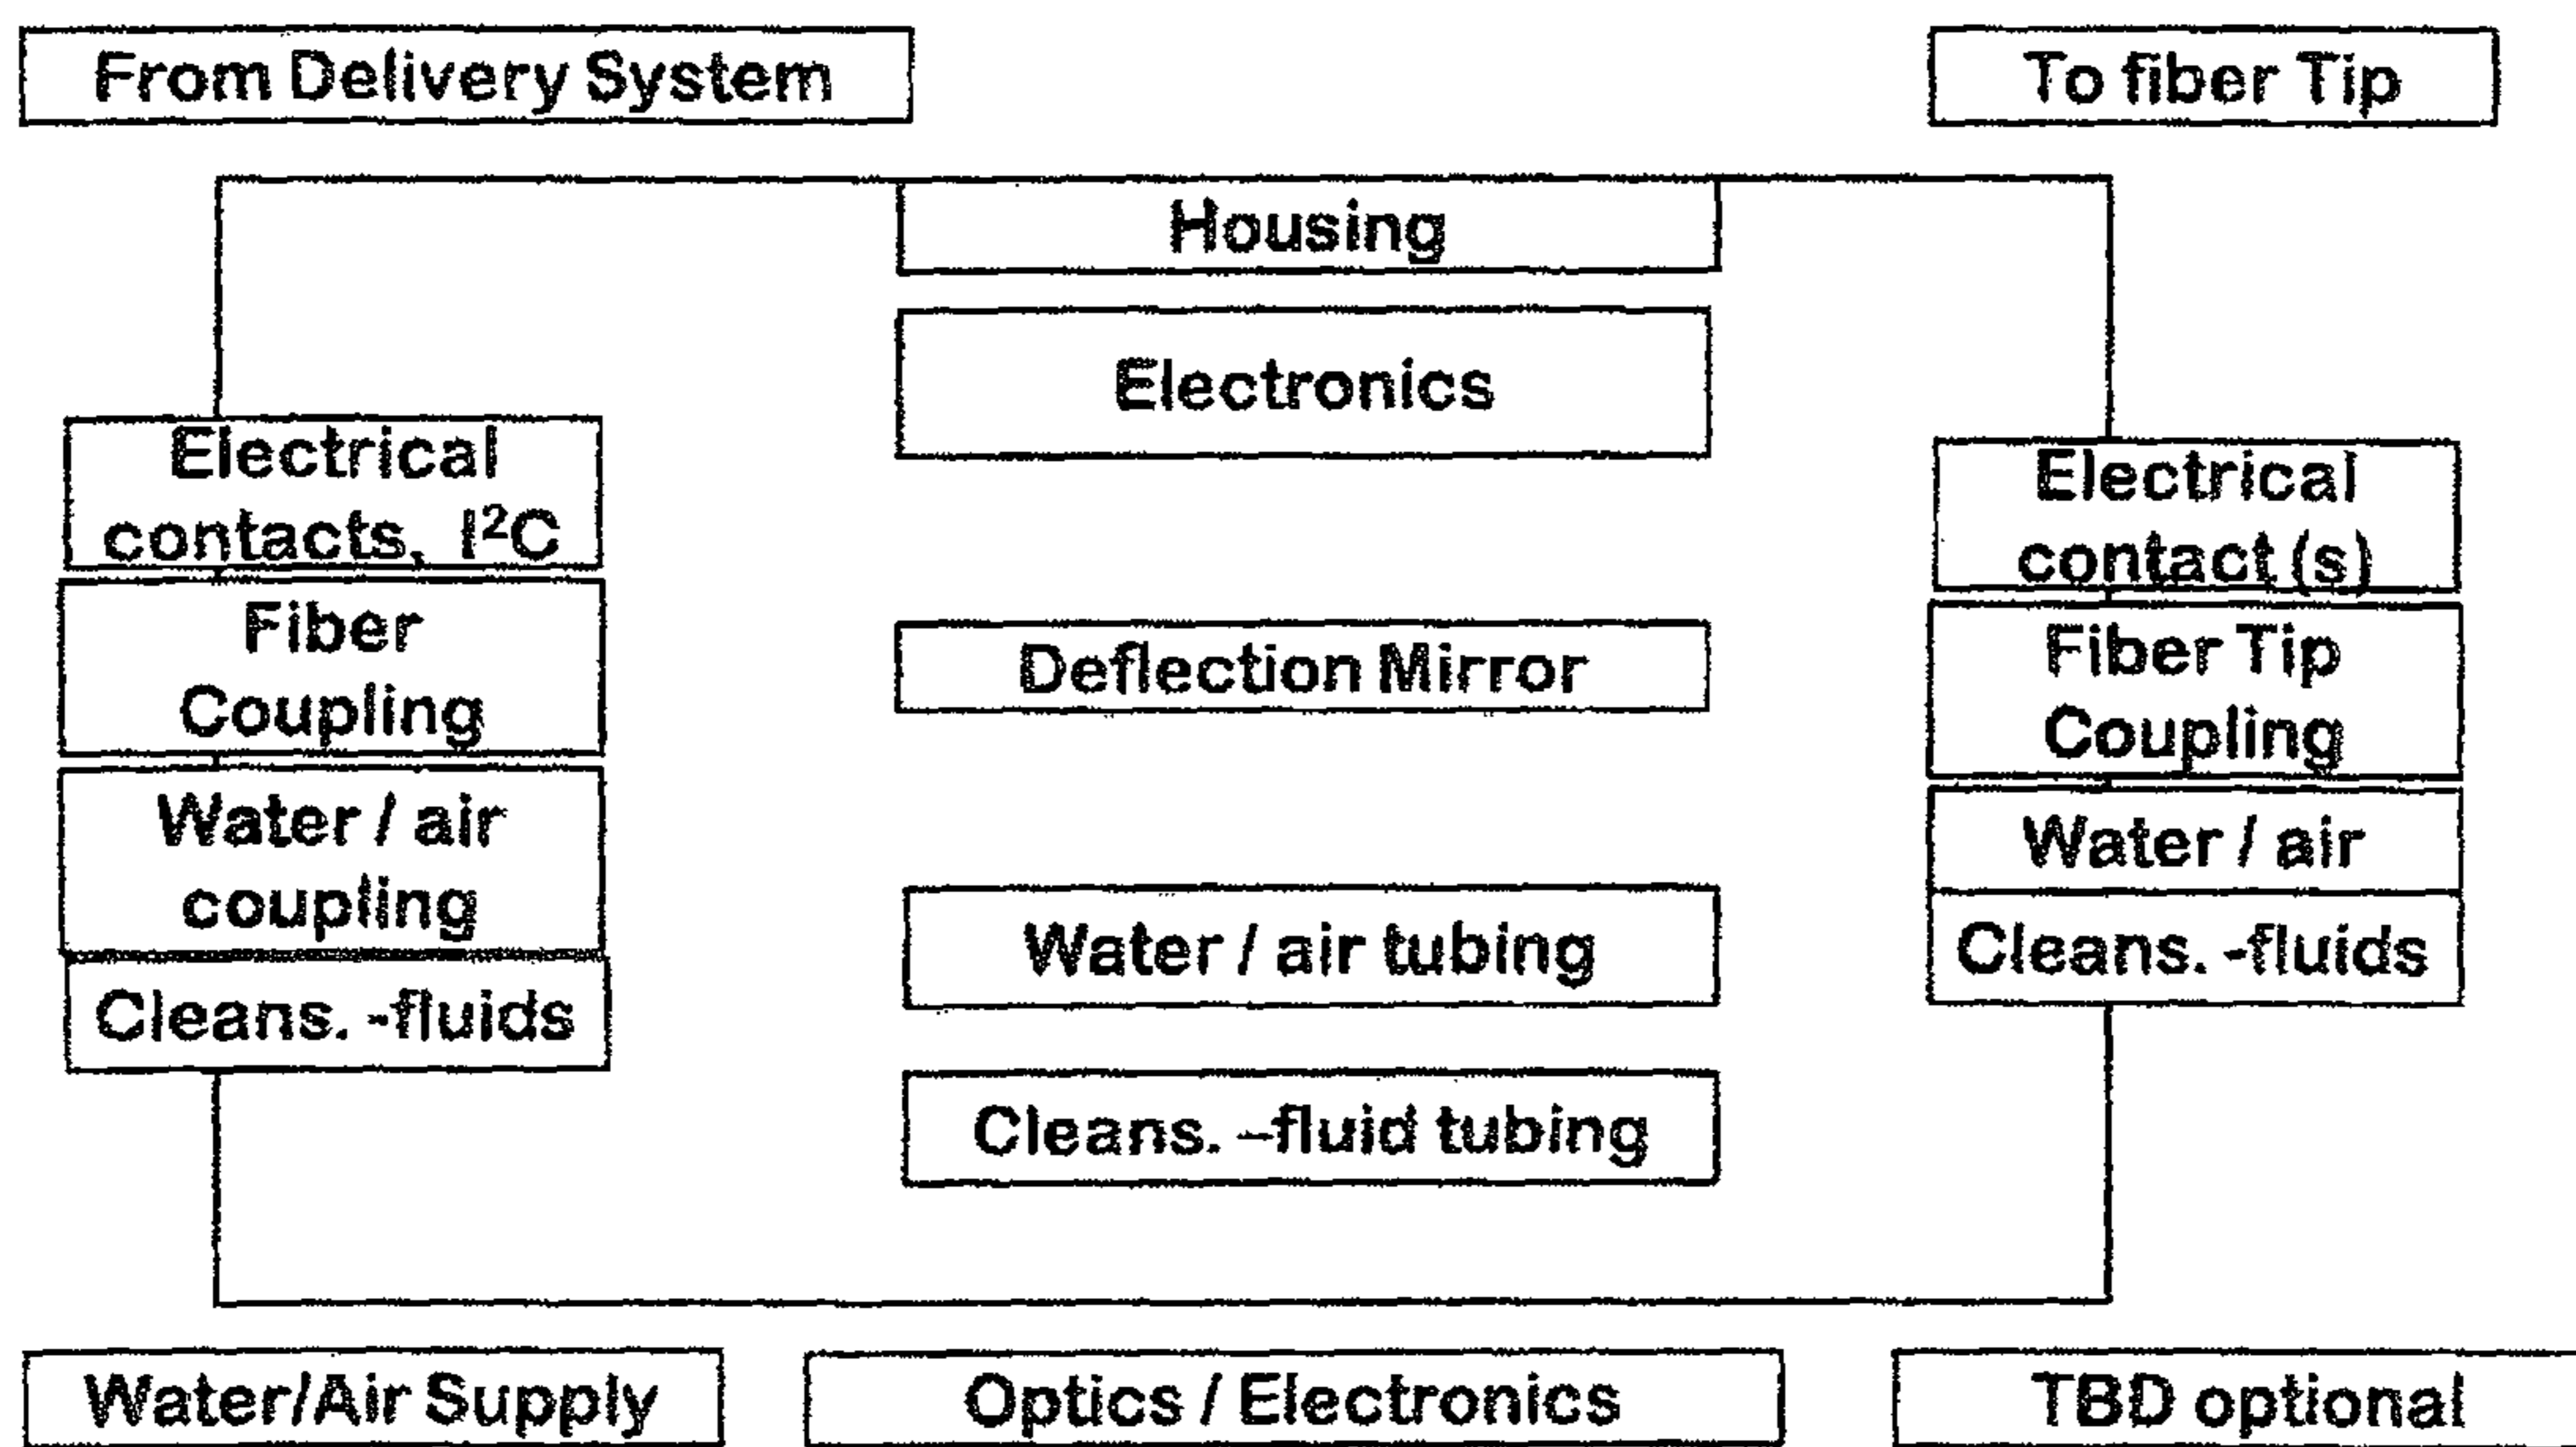 From Delivery System
To fiber Tip
Housing
Electronics
Electrical
contacts, I²C
Fiber
Coupling
Water / air
coupling
Cleans. -fluids
Deflection Mirror
Water / air tubing
Cleans. –fluid tubing
Electrical
contact (s)
Fiber Tip
Coupling
Water / air
Cleans. -fluids
Water/Air Supply
Optics / Electronics
TBD optional